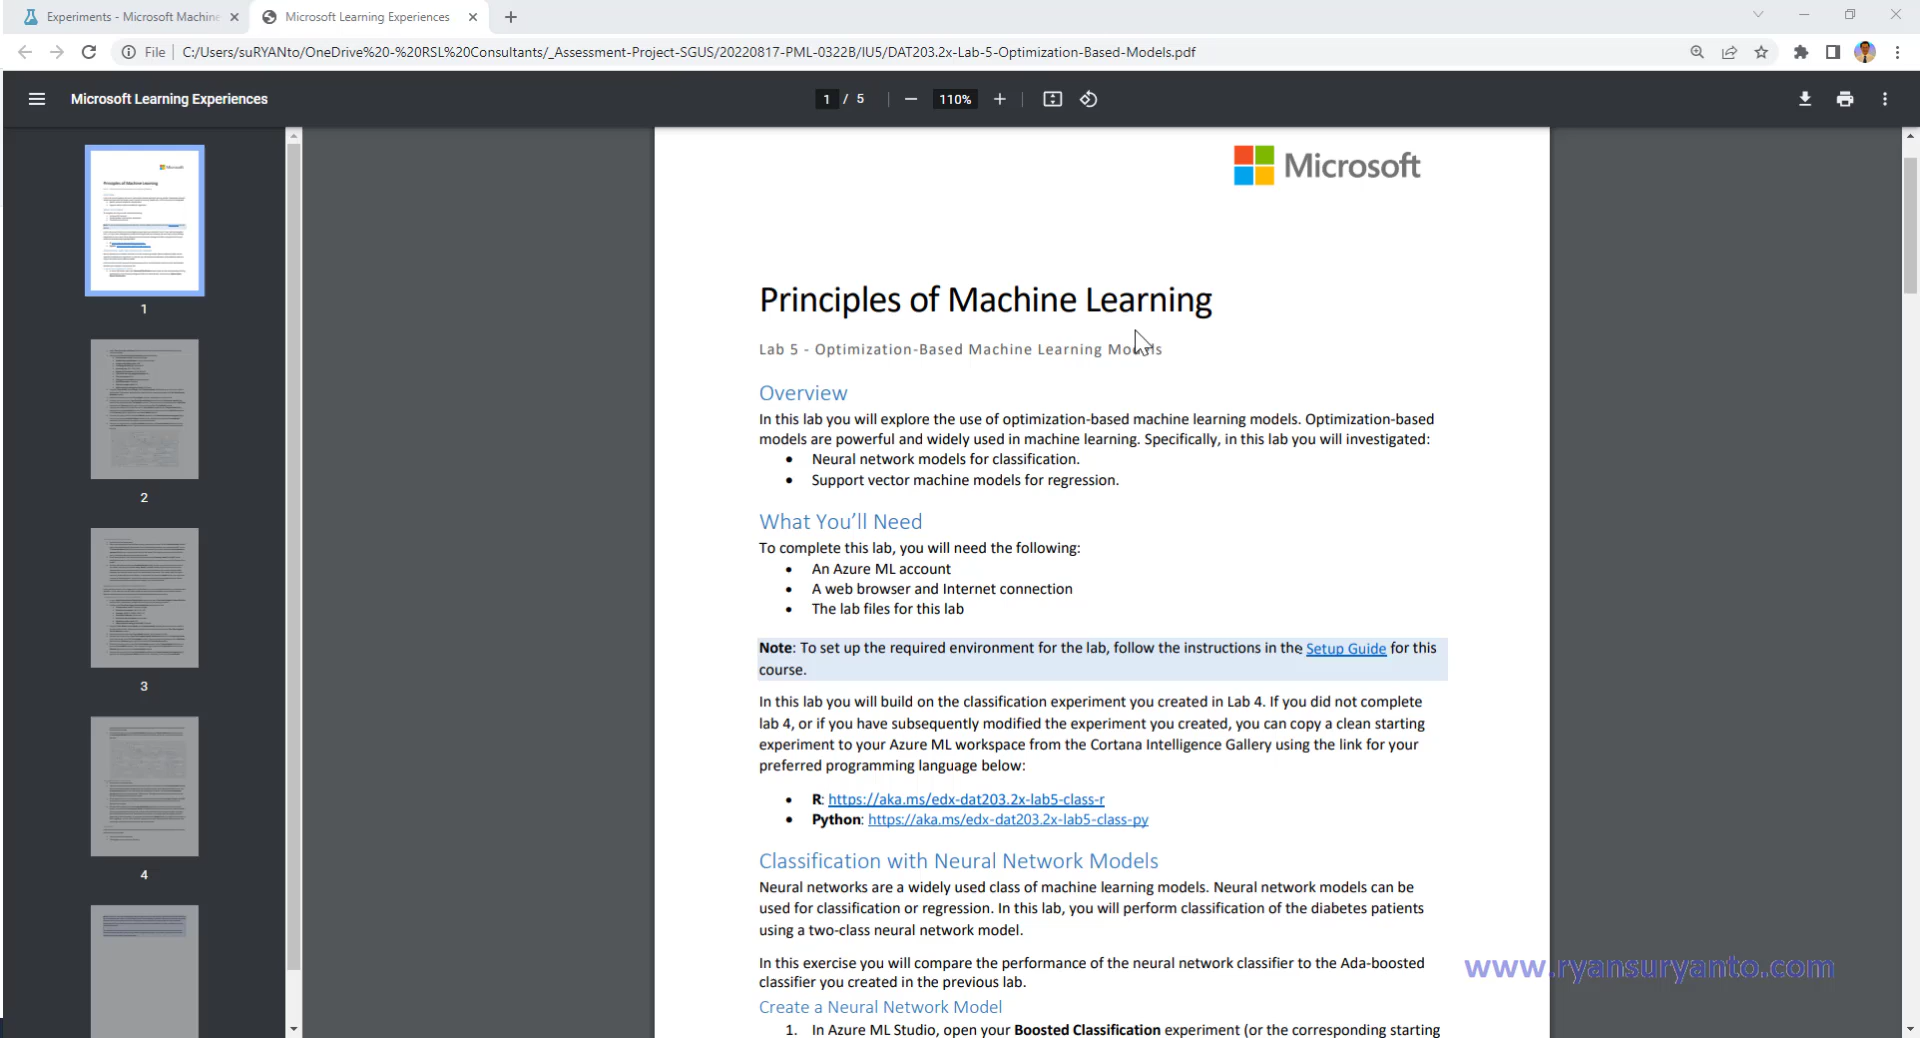 Experiments - Microsoft Machine
Microsoft Learning Experiences
File
C:/Users/suRYANto/OneDrive%20-%20RSL%20Consultants/_Assessment-Project-SGUS/20220817-PML-0322B/IU5/DAT203.2x-Lab-5-Optimization-Based-Models.pdf
Microsoft Learning Experiences
1 / 5
110%
Microsoft
Principles of Machine Learning
Lab 5 - Optimization-Based Machine Learning Models
Overview
In this lab you will explore the use of optimization-based machine learning models. Optimization-based
models are powerful and widely used in machine learning. Specifically, in this lab you will investigated:
• Neural network models for classification.
• Support vector machine models for regression.
What You'll Need
To complete this lab, you will need the following:
• An Azure ML account
• A web browser and Internet connection
• The lab files for this lab
Note: To set up the required environment for the lab, follow the instructions in the Setup Guide for this
course.
In this lab you will build on the classification experiment you created in Lab 4. If you did not complete
lab 4, or if you have subsequently modified the experiment you created, you can copy a clean starting
experiment to your Azure ML workspace from the Cortana Intelligence Gallery using the link for your
preferred programming language below:
• R: https://aka.ms/edx-dat203.2x-lab5-class-r
• Python: https://aka.ms/edx-dat203.2x-lab5-class-py
Classification with Neural Network Models
Neural networks are a widely used class of machine learning models. Neural network models can be
used for classification or regression. In this lab, you will perform classification of the diabetes patients
using a two-class neural network model.
In this exercise you will compare the performance of the neural network classifier to the Ada-boosted
classifier you created in the previous lab.
Create a Neural Network Model
1. In Azure ML Studio, open your Boosted Classification experiment (or the corresponding starting
1
2
3
4
www.ryansuryanto.com